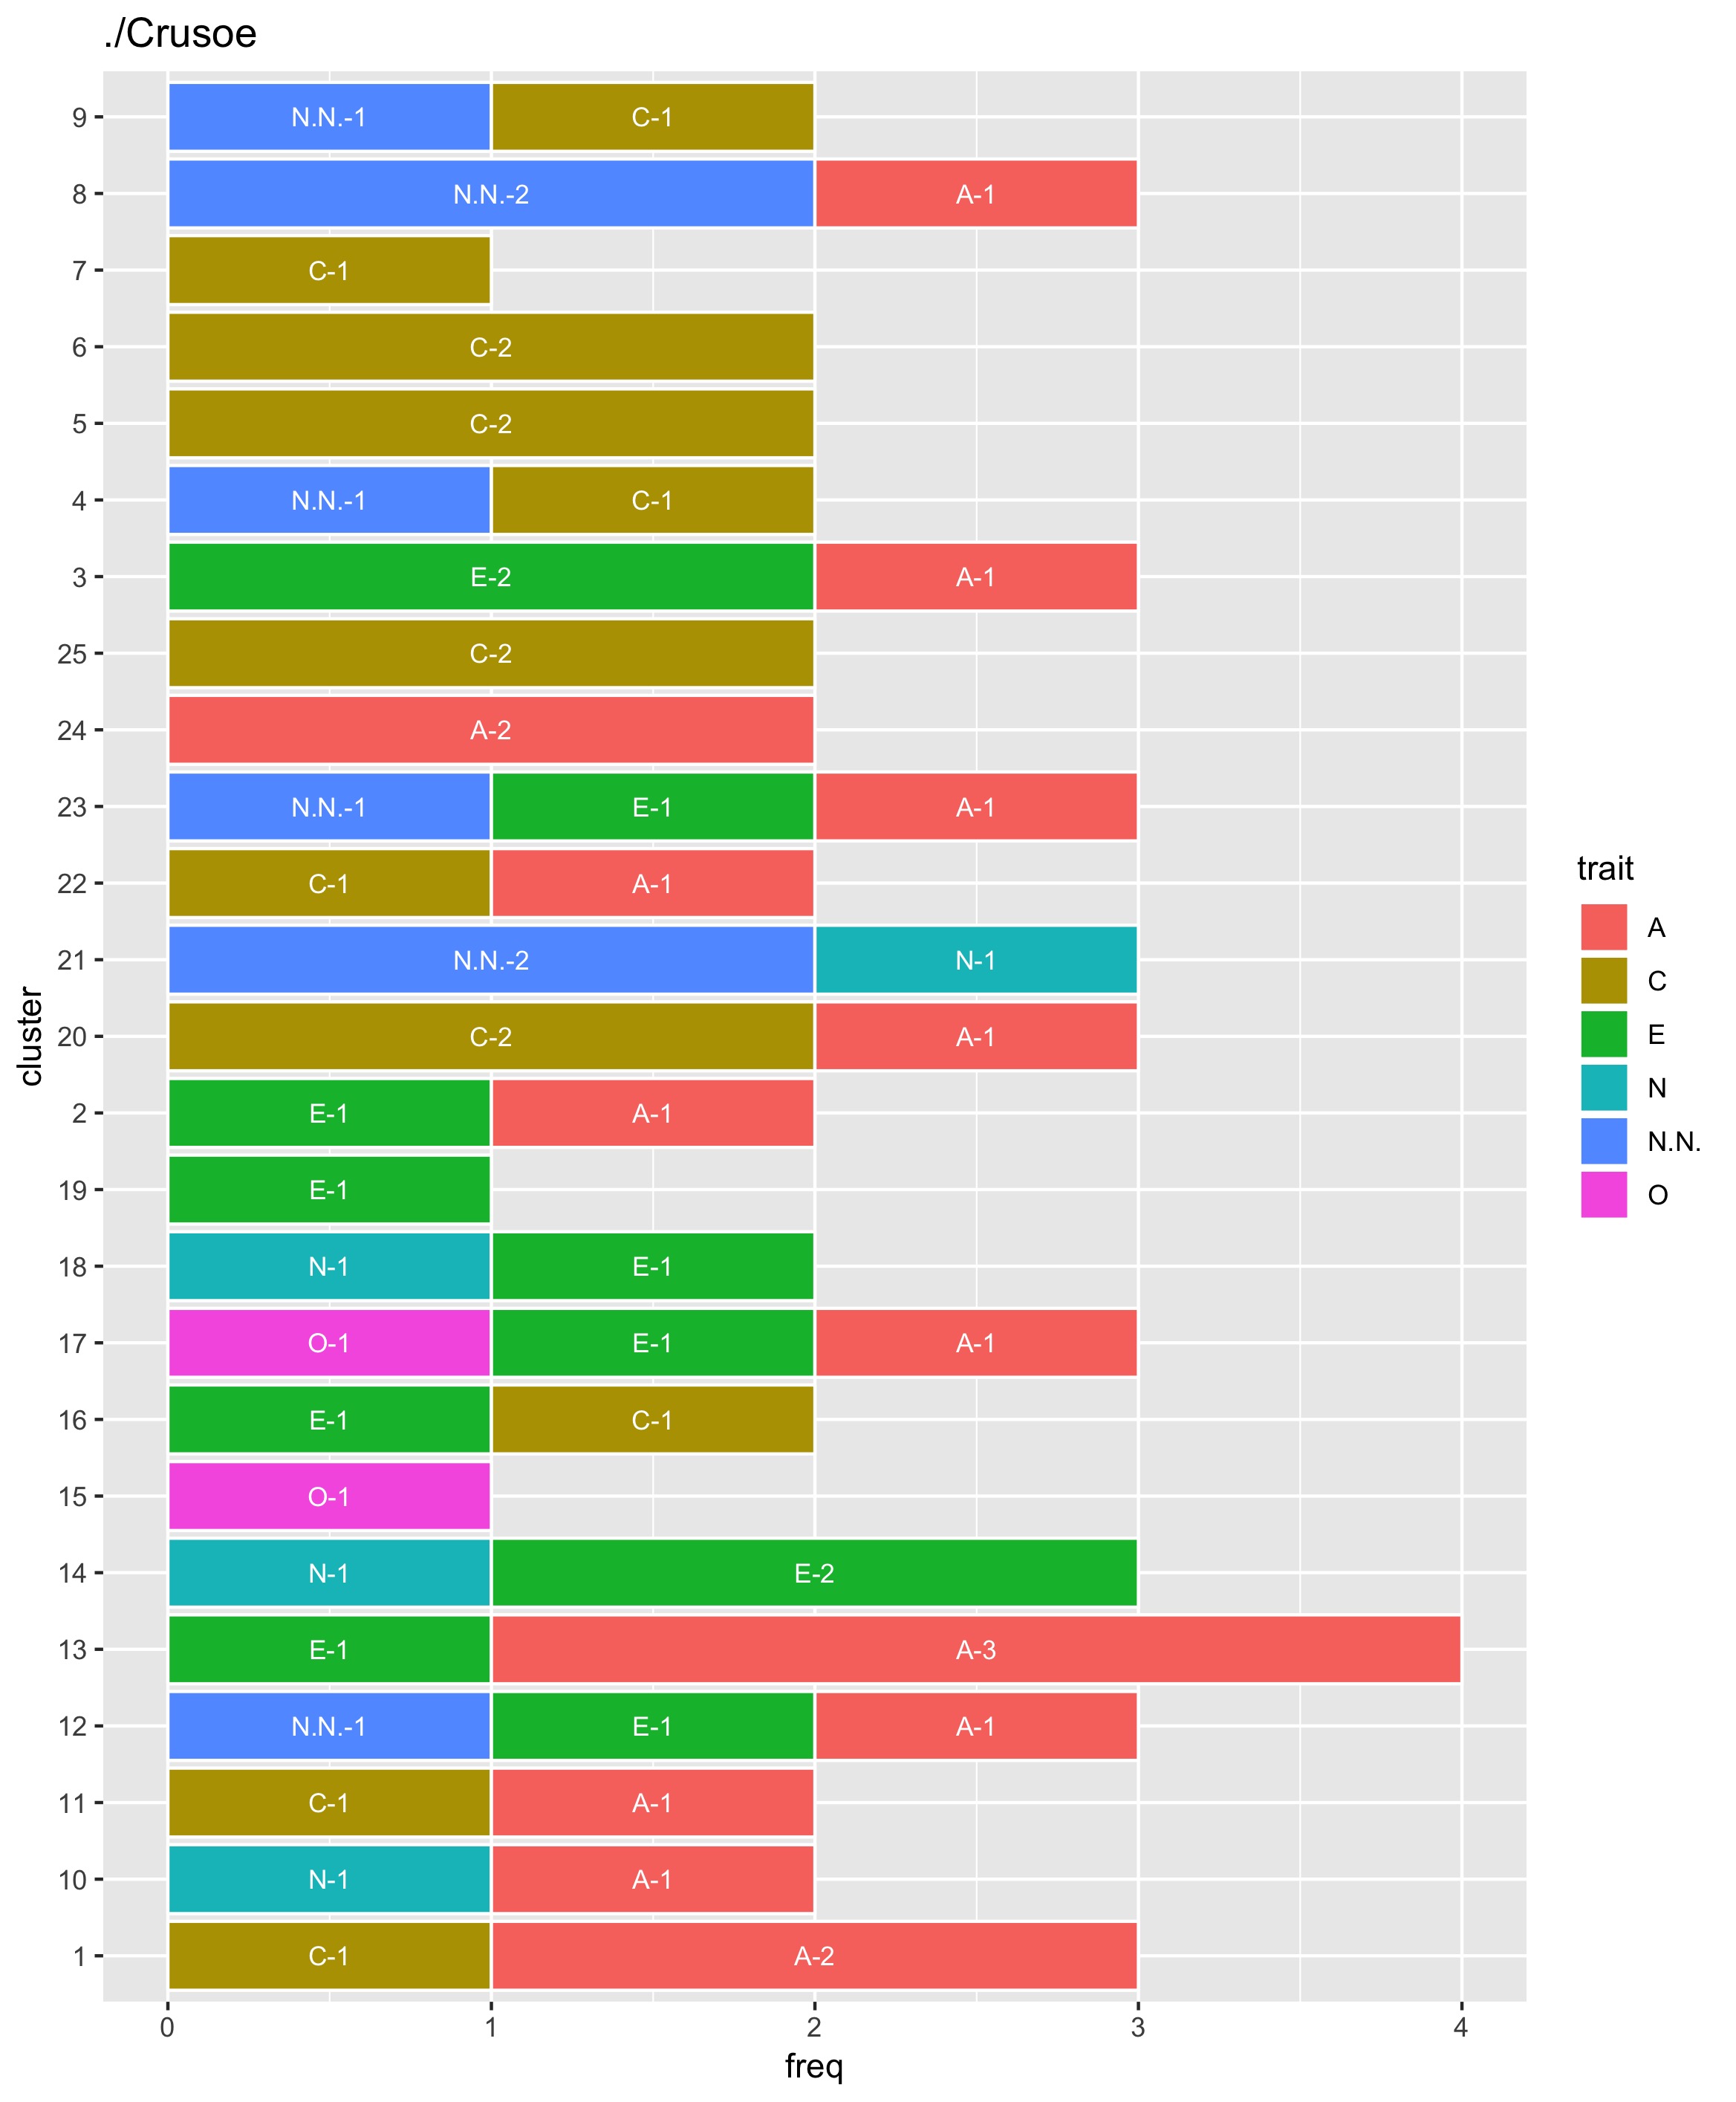 ./Crusoe
9 N.N.-1 C-1
8 N.N.-2 A-1
7 C-1
6 C-2
5 C-2
4 N.N.-1 C-1
3 E-2 A-1
25 C-2
24 A-2
23 N.N.-1 E-1 A-1
22 C-1 A-1
21 N.N.-2 N-1
20 C-2 A-1
2 E-1 A-1
19 E-1
18 N-1 E-1
17 O-1 E-1 A-1
16 E-1 C-1
15 O-1
14 N-1 E-2
13 E-1 A-3
12 N.N.-1 E-1 A-1
11 C-1 A-1
10 N-1 A-1
1 C-1 A-2
0 1 2 3 4
freq
cluster
trait
A
C
E
N
N.N.
O